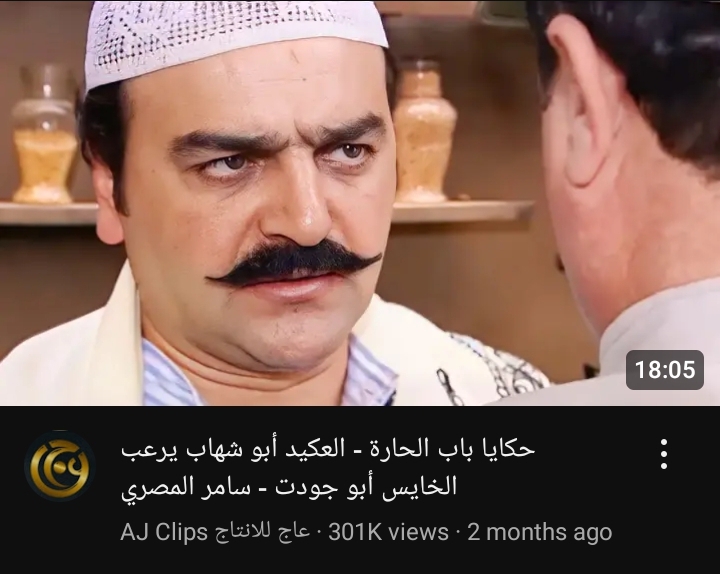 18:05
حكايا باب الحارة - العكيد أبو شهاب يرعب
الخايس أبو جودت - سامر المصري
AJ Clips عاج للانتاج · 301K views · 2 months ago